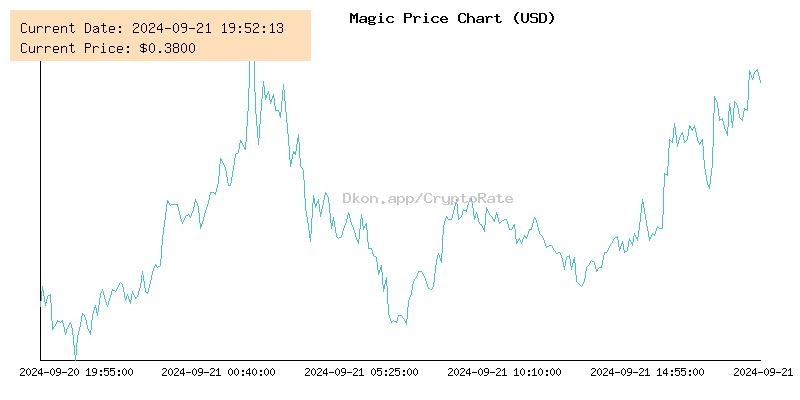 Magic Price Chart (USD)
Current Date: 2024-09-21 19:52:13
Current Price: $0.3800
Dkon.app/CryptoRate
2024-09-20 19:55:00 2024-09-21 00:40:00 2024-09-21 05:25:00 2024-09-21 10:10:00 2024-09-21 14:55:00 2024-09-21